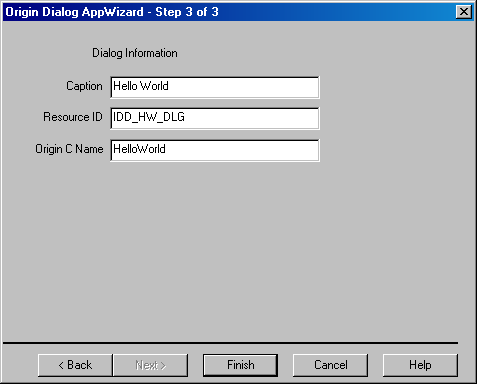 Origin Dialog AppWizard - Step 3 of 3
Dialog Information
Caption Hello World
Resource ID IDD_HW_DLG
Origin C Name HelloWorld
< Back Next > Finish Cancel Help